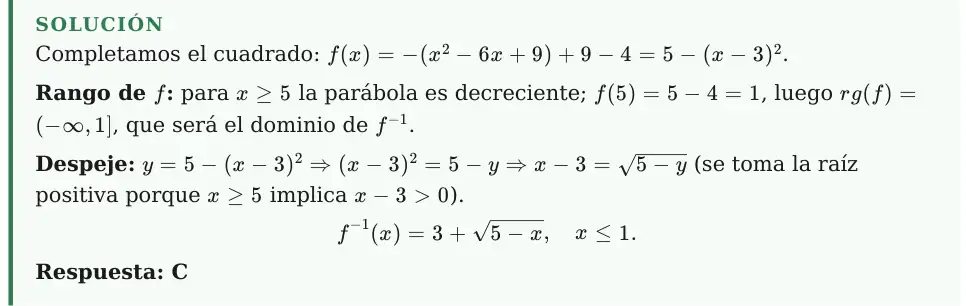 SOLUCIÓN
Completamos el cuadrado: f(x) = −(x² − 6x + 9) + 9 − 4 = 5 − (x − 3)².
Rango de f: para x ≥ 5 la parábola es decreciente; f(5) = 5 − 4 = 1, luego rg(f) =
(−∞, 1], que será el dominio de f⁻¹.
Despeje: y = 5 − (x − 3)² ⇒ (x − 3)² = 5 − y ⇒ x − 3 = √(5 − y) (se toma la raíz
positiva porque x ≥ 5 implica x − 3 > 0).
f⁻¹(x) = 3 + √(5 − x), x ≤ 1.
Respuesta: C